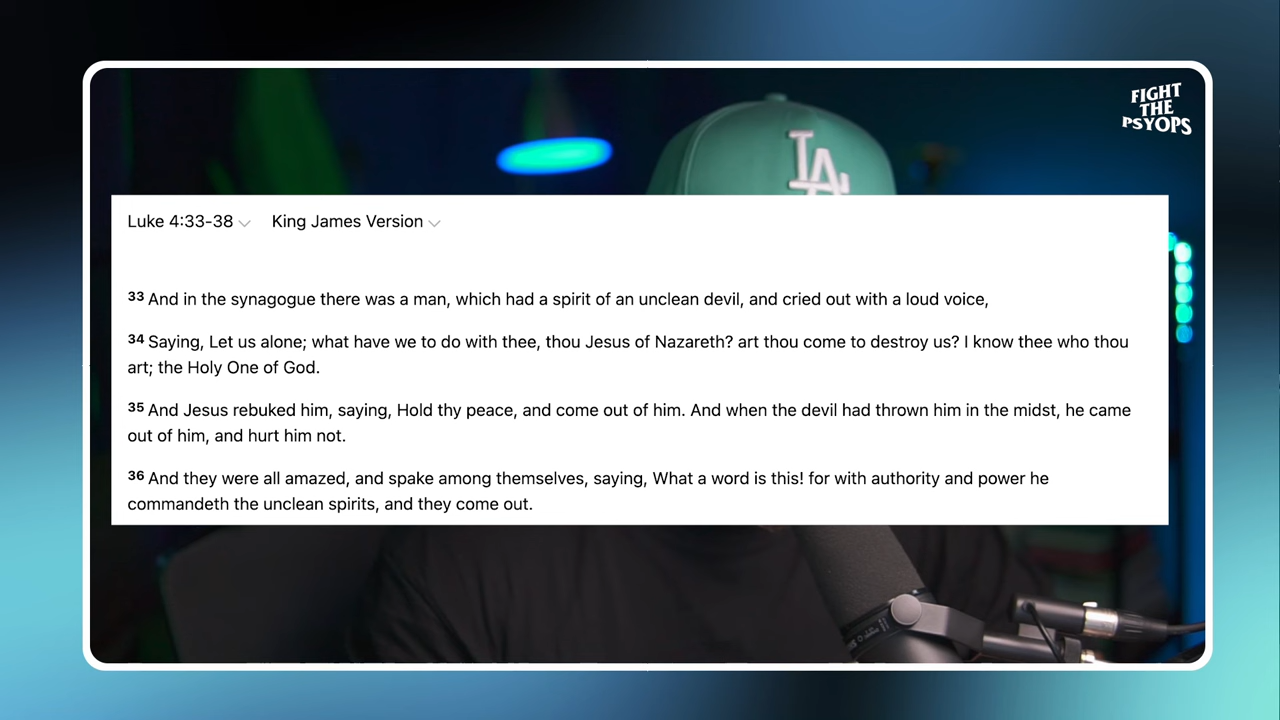 FIGHT
THE
PSYOPS
LA
Luke 4:33-38 King James Version
33 And in the synagogue there was a man, which had a spirit of an unclean devil, and cried out with a loud voice,
34 Saying, Let us alone; what have we to do with thee, thou Jesus of Nazareth? art thou come to destroy us? I know thee who thou
art; the Holy One of God.
35 And Jesus rebuked him, saying, Hold thy peace, and come out of him. And when the devil had thrown him in the midst, he came
out of him, and hurt him not.
36 And they were all amazed, and spake among themselves, saying, What a word is this! for with authority and power he
commandeth the unclean spirits, and they come out.